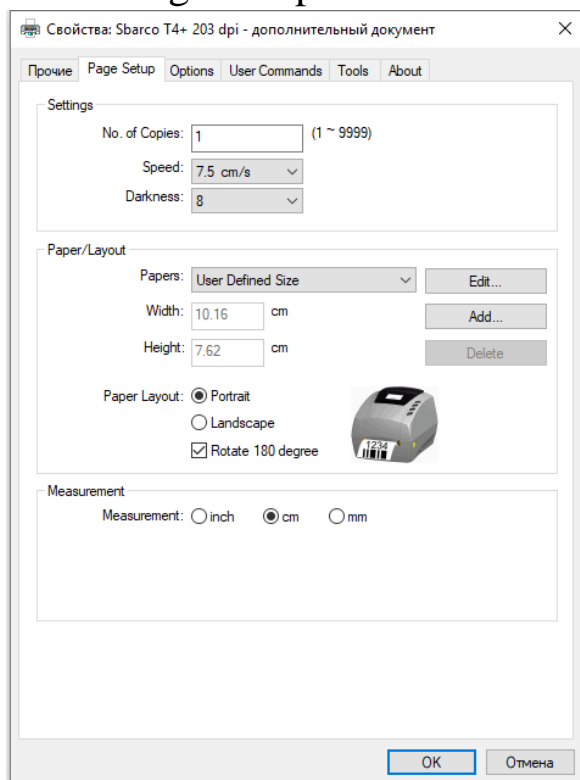 Свойства: Sbarco T4+ 203 dpi - дополнительный документ
Прочие Page Setup Options User Commands Tools About
Settings
No. of Copies: 1 (1 ~ 9999)
Speed: 7.5 cm/s
Darkness: 8
Paper/Layout
Papers: User Defined Size Edit...
Width: 10.16 cm Add...
Height: 7.62 cm Delete
Paper Layout: Portrait
Landscape
1234
Rotate 180 degree
Measurement
Measurement: inch cm mm
OK Отмена